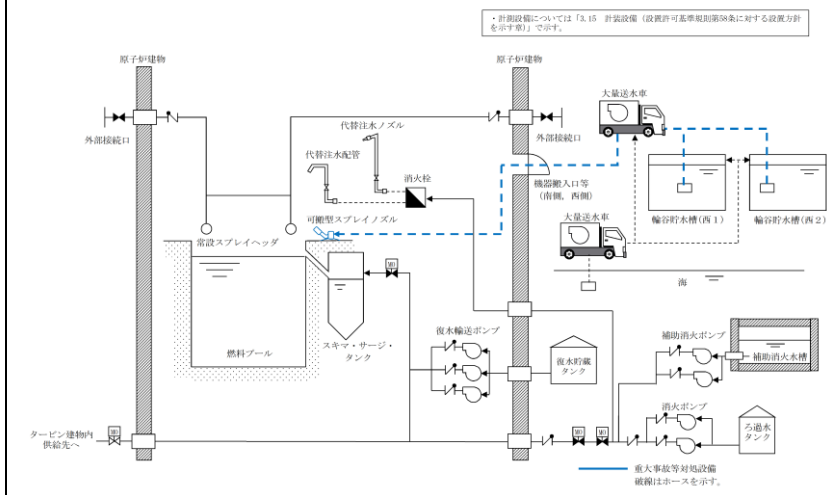 ・計測設備については「3.15　計装設備（設置許可基準規則第58条に対する設置方針
を示す章）」で示す。
原子炉建物
原子炉建物
大量送水車
代替注水ノズル
外部接続口
外部接続口
代替注水配管
消火栓
機器搬入口等
（南側，西側）
輪谷貯水槽(西１)
輪谷貯水槽(西２)
可搬型スプレイノズル
大量送水車
常設スプレイヘッダ
MO
海
スキマ・サージ・
タンク
燃料プール
復水輸送ポンプ
復水貯蔵
タンク
補助消火ポンプ
補助消火水槽
消火ポンプ
タービン建物内
供給先へ
MO
MO
MO
ろ過水
タンク
重大事故等対処設備
破線はホースを示す。